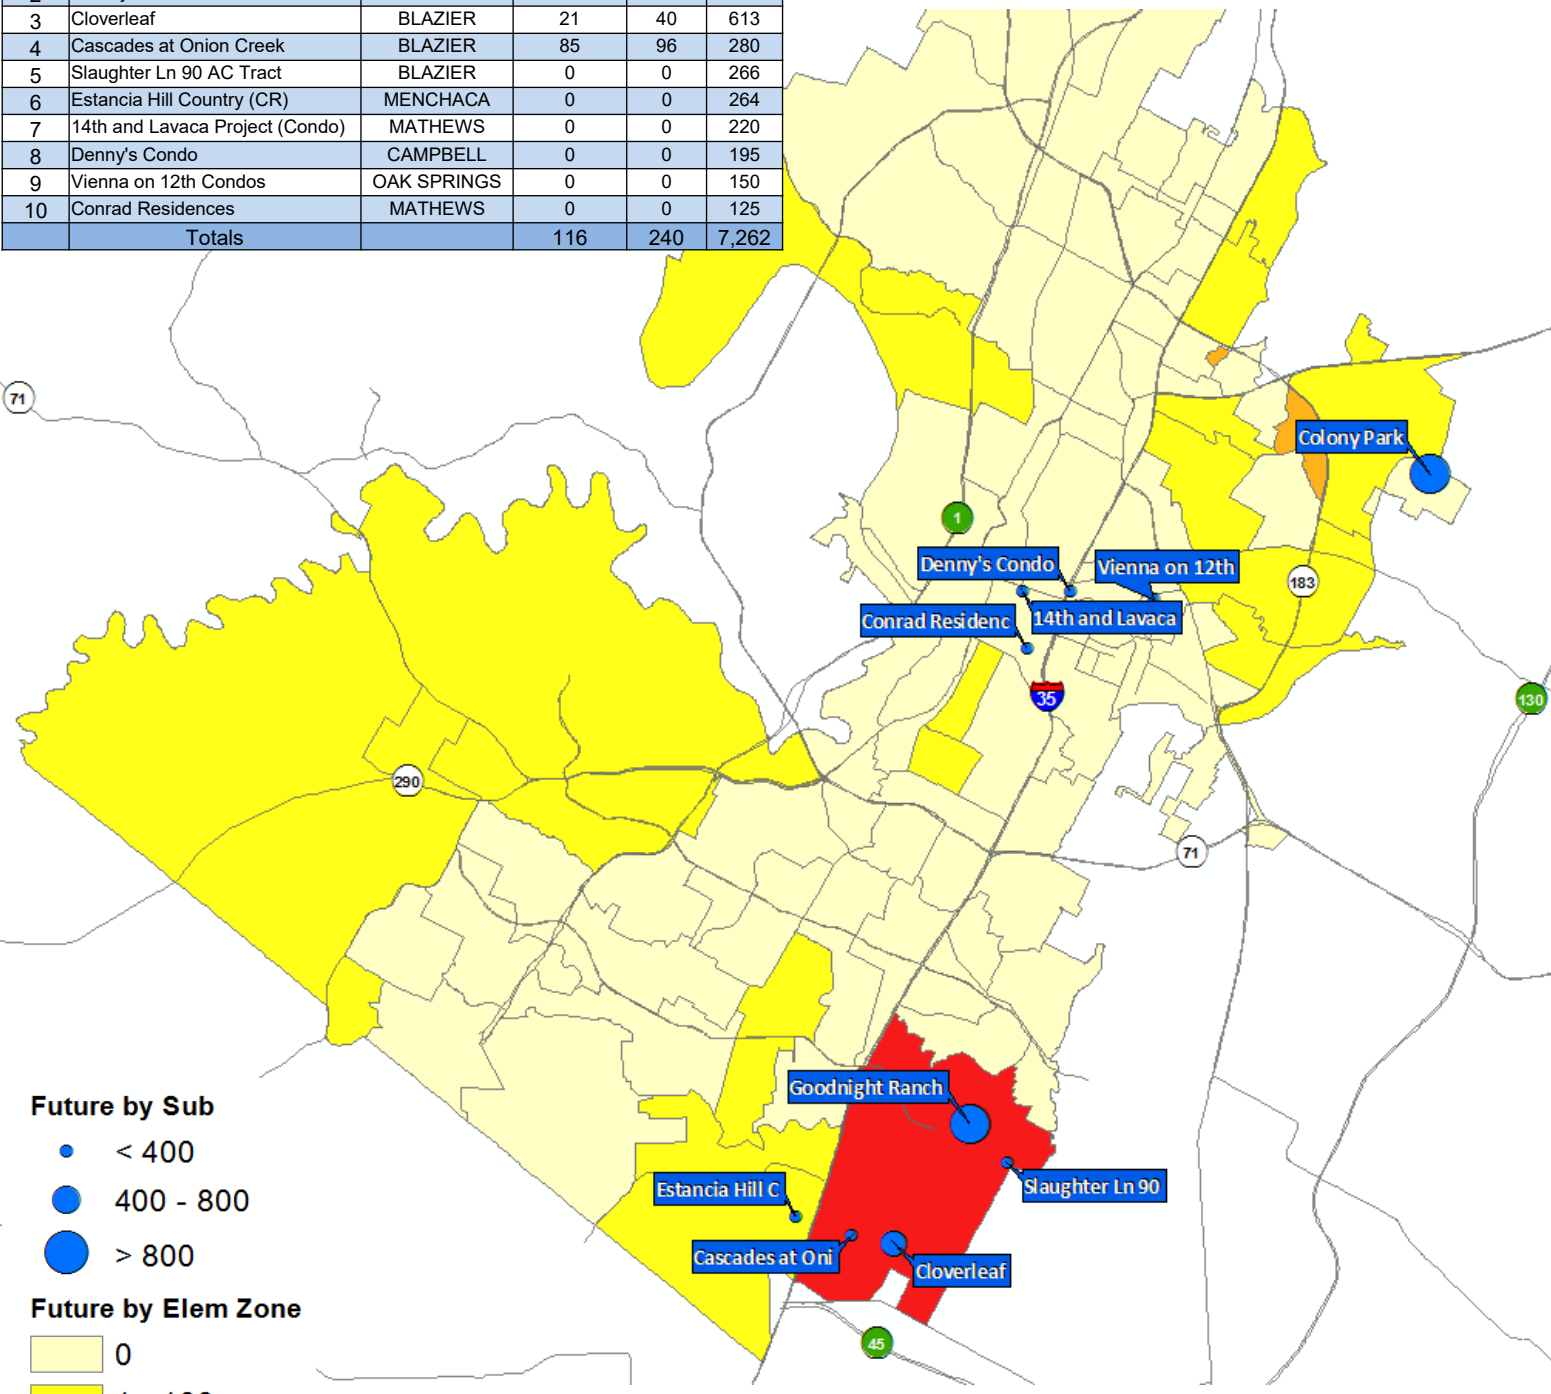 3 Cloverleaf BLAZIER 21 40 613
4 Cascades at Onion Creek BLAZIER 85 96 280
5 Slaughter Ln 90 AC Tract BLAZIER 0 0 266
6 Estancia Hill Country (CR) MENCHACA 0 0 264
7 14th and Lavaca Project (Condo) MATHEWS 0 0 220
8 Denny's Condo CAMPBELL 0 0 195
9 Vienna on 12th Condos OAK SPRINGS 0 0 150
10 Conrad Residences MATHEWS 0 0 125
Totals 116 240 7,262
71
Colony Park
1
Denny's Condo
Vienna on 12th
183
Conrad Residenc
14th and Lavaca
35
130
290
71
Goodnight Ranch
Slaughter Ln 90
Estancia Hill C
Cascades at Oni
Cloverleaf
45
Future by Sub
< 400
400 - 800
> 800
Future by Elem Zone
0